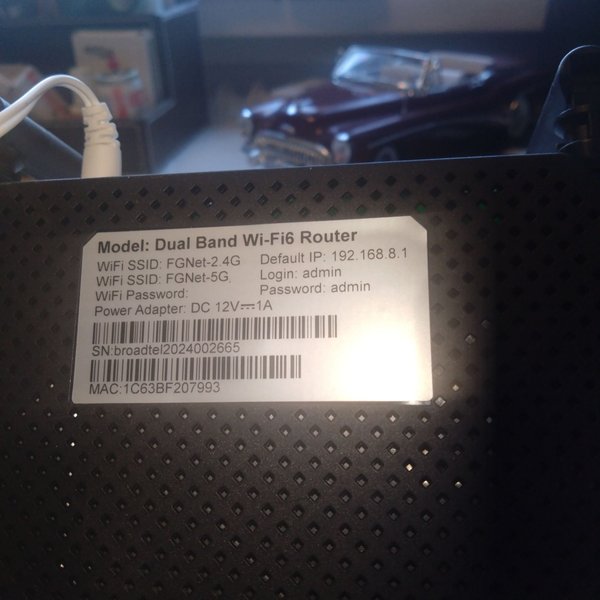 Model: Dual Band Wi-Fi6 Router
WiFi SSID: FGNet-2.4G Default IP: 192.168.8.1
WiFi SSID: FGNet-5G Login: admin
WiFi Password: Password: admin
Power Adapter: DC 12V⎓1A
SN:broadtel2024002665
MAC:1C63BF207993